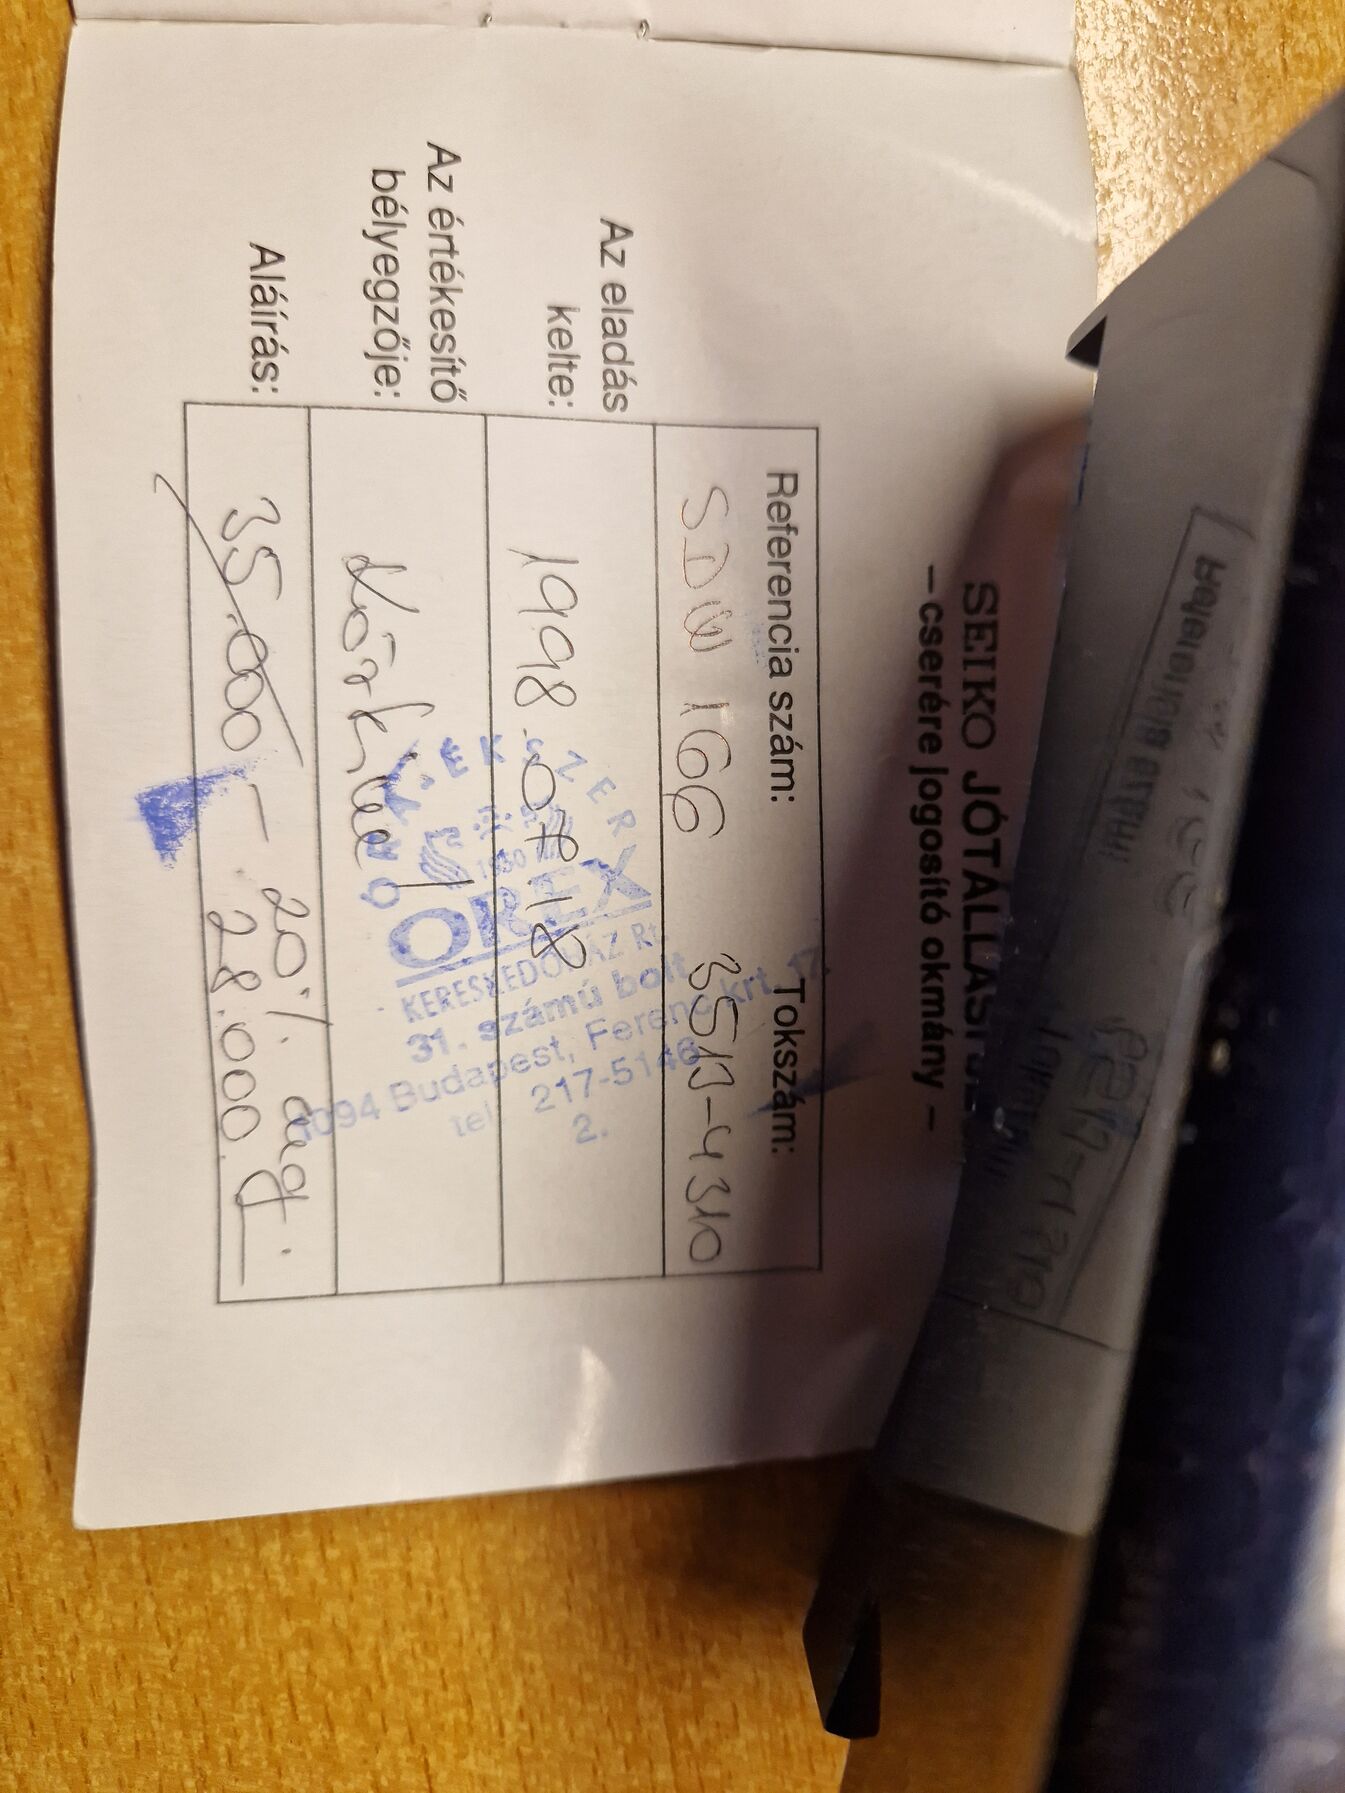 SEIKO JÓTÁLLÁSI
– cserére jogosító okmány –
Referencia szám: Tokszám:
SDW 166 3513-4310
Az eladás
kelte: 1998.07.18
Az értékesítő
bélyegzője:
Aláírás: 35.000 – 20% eng.
28.000.
ÉKSZER
1930
OREX
KERESKEDŐHÁZ Rt.
31. számú bolt
1094 Budapest, Ferenc krt. 17.
tel. 217-5146
2.